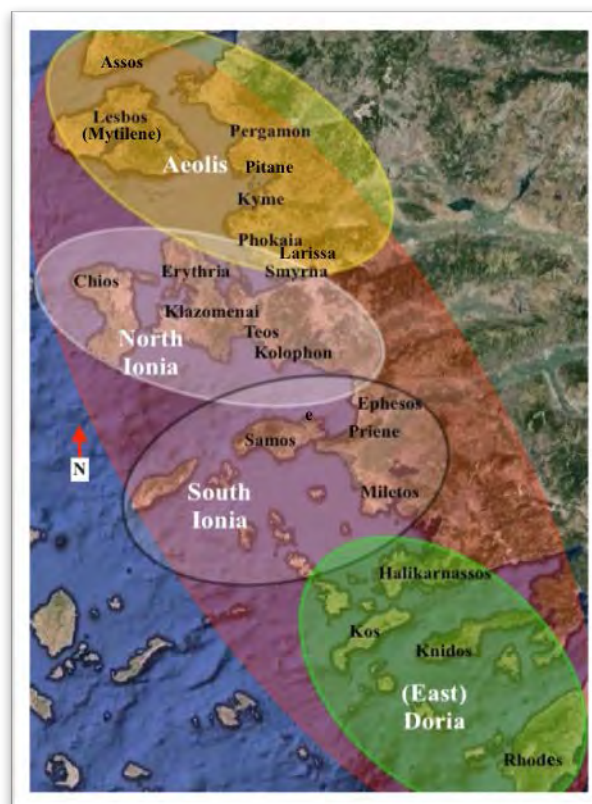 Assos
Lesbos
(Mytilene)
Pergamon
Aeolis
Pitane
Kyme
Phokaia
Larissa
Erythria
Smyrna
Chios
Klazomenai
North
Ionia
Teos
Kolophon
Ephesos
e
Samos
Priene
N
South
Ionia
Miletos
Halikarnassos
Kos
Knidos
(East)
Doria
Rhodes